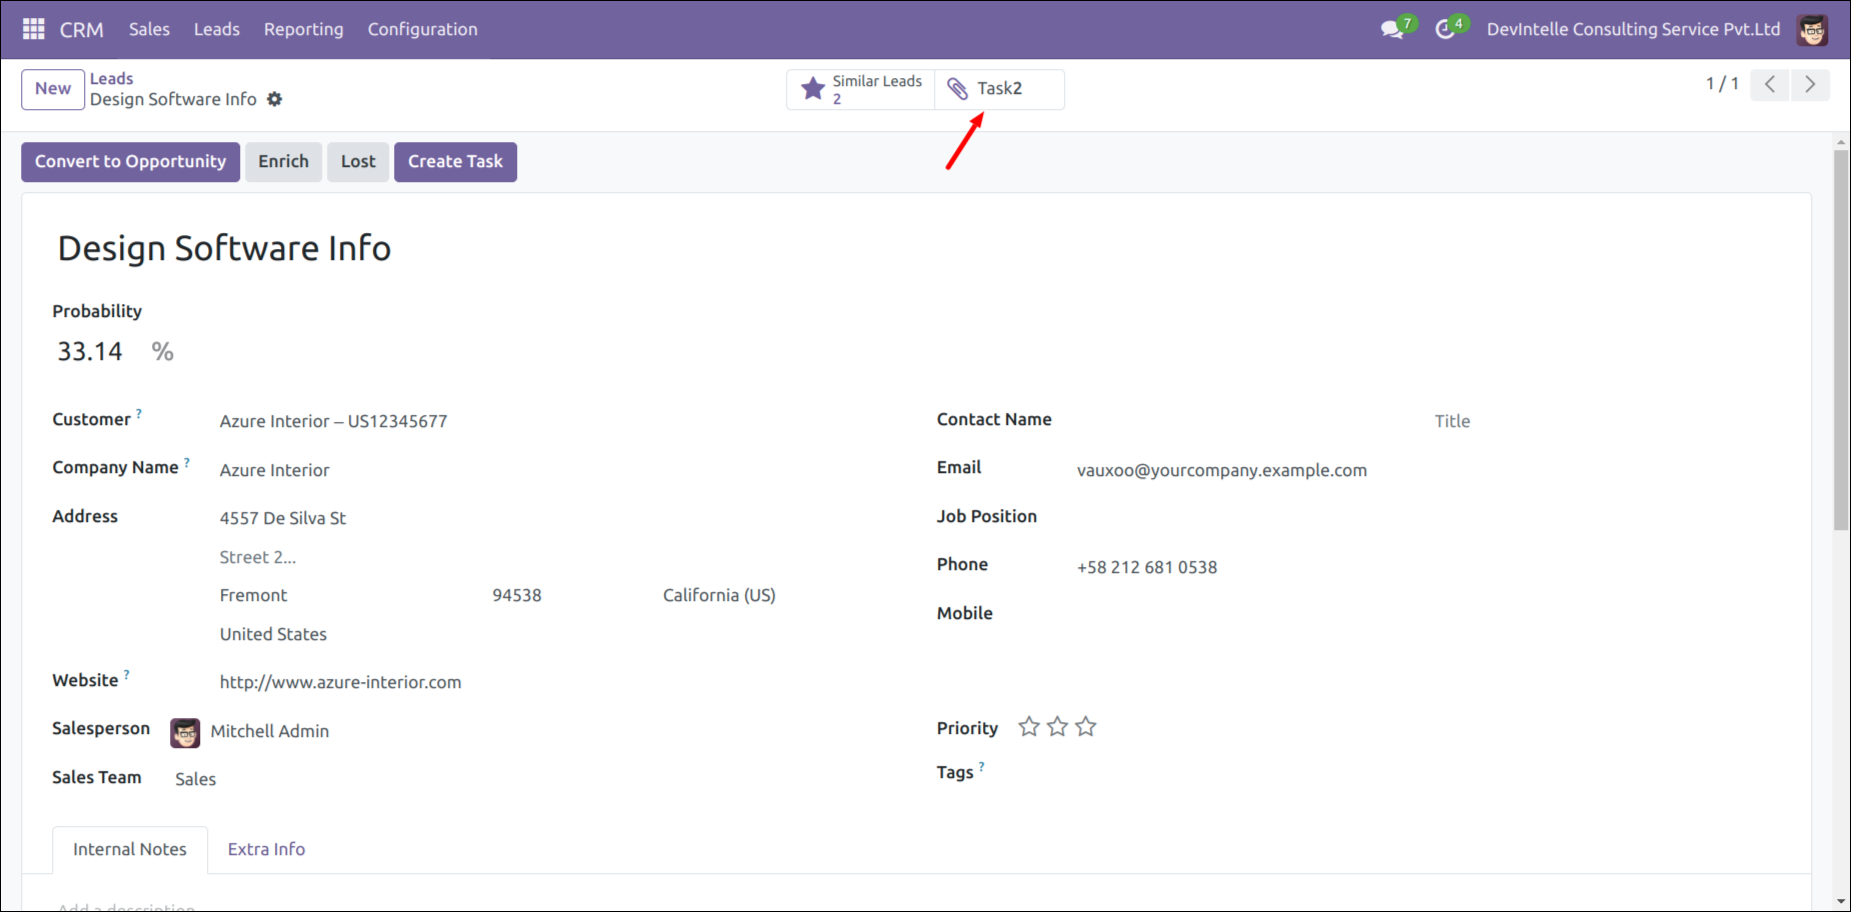 CRM Sales Leads Reporting Configuration 7 4 DevIntelle Consulting Service Pvt.Ltd
New Leads
Design Software Info
Similar Leads
2
Task2
1 / 1
Convert to Opportunity Enrich Lost Create Task
Design Software Info
Probability
33.14 %
Customer ? Azure Interior – US12345677
Contact Name Title
Company Name ? Azure Interior
Email vauxoo@yourcompany.example.com
Address 4557 De Silva St
Job Position
Street 2...
Phone +58 212 681 0538
Fremont 94538 California (US)
Mobile
United States
Website ? http://www.azure-interior.com
Salesperson Mitchell Admin
Priority
Tags ?
Sales Team Sales
Internal Notes Extra Info
Add a description